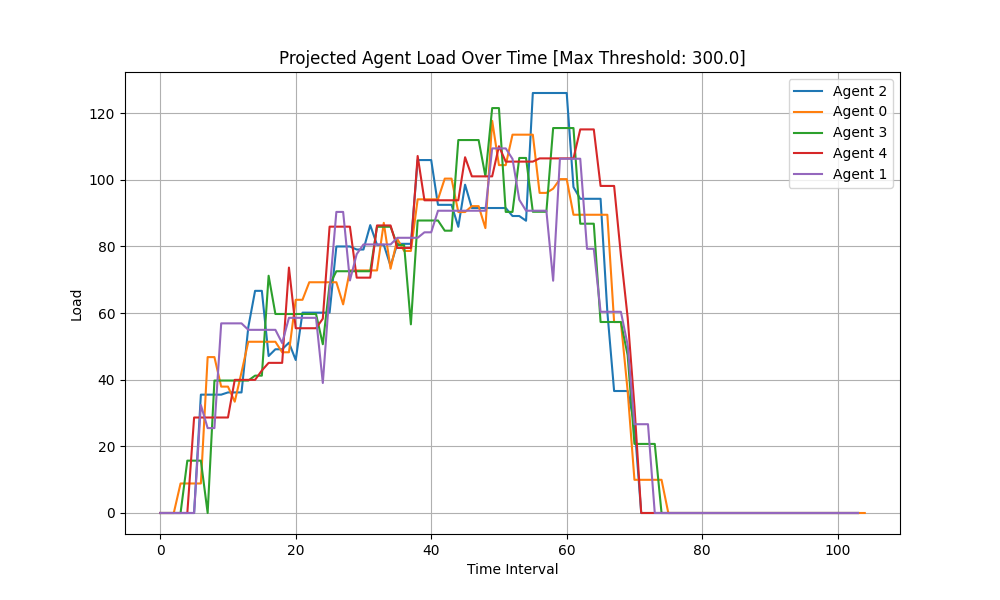 Projected Agent Load Over Time [Max Threshold: 300.0]
Agent 2
Agent 0
Agent 3
Agent 4
Agent 1
Load
120
100
80
60
40
20
0
0 20 40 60 80 100
Time Interval